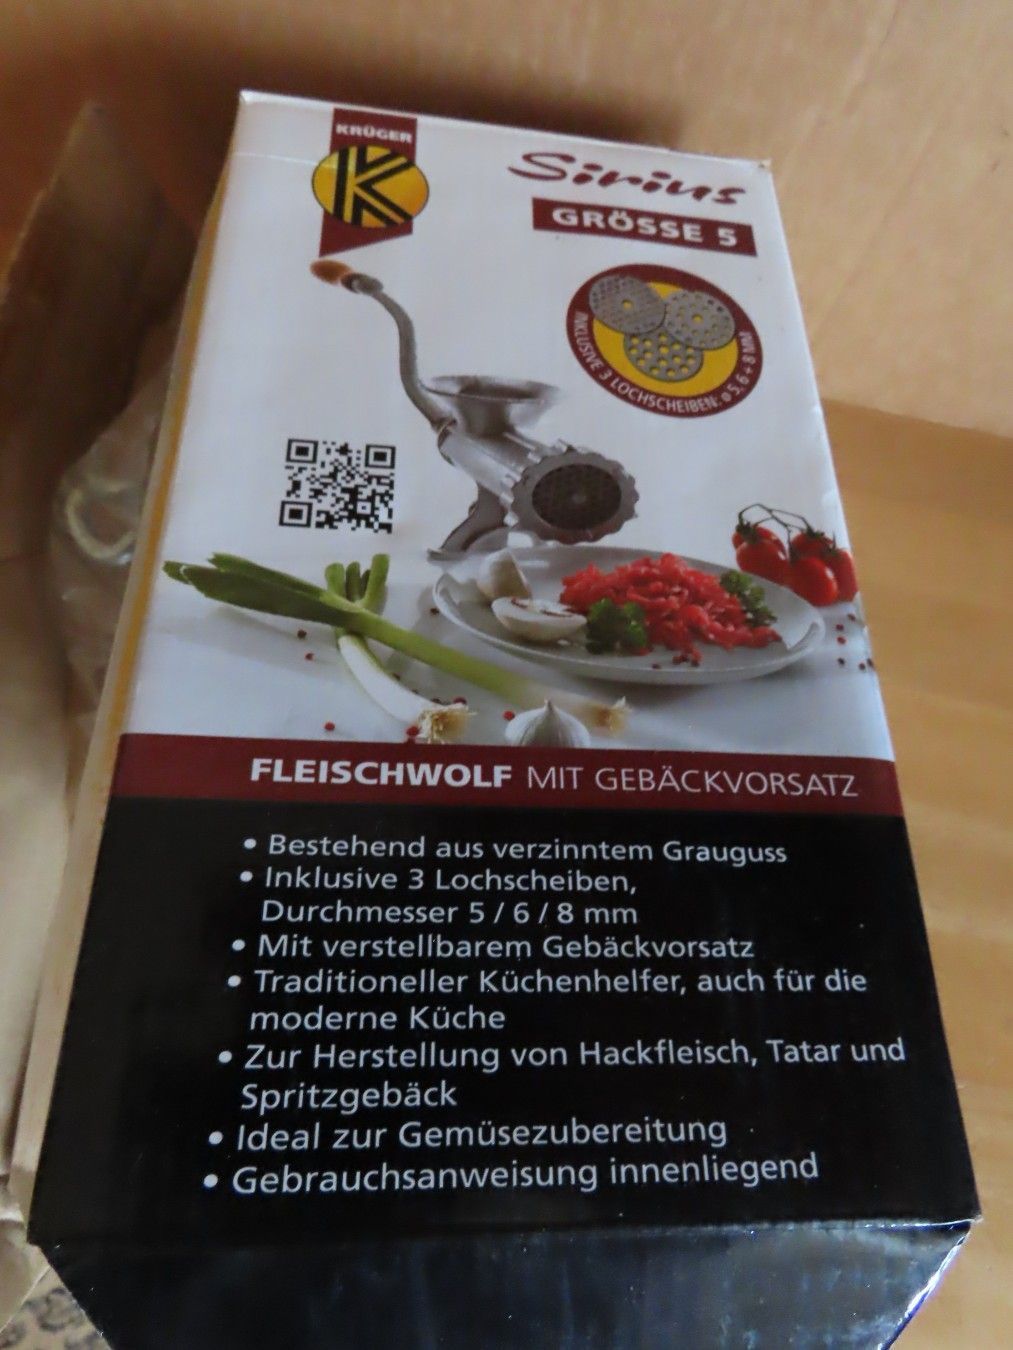 KRÜGER
K
Sirius
GRÖSSE 5
INKLUSIVE 3 LOCHSCHEIBEN: ø 5, 6 + 8 MM
FLEISCHWOLF MIT GEBÄCKVORSATZ
• Bestehend aus verzinntem Grauguss
• Inklusive 3 Lochscheiben,
Durchmesser 5 / 6 / 8 mm
• Mit verstellbarem Gebäckvorsatz
• Traditioneller Küchenhelfer, auch für die
moderne Küche
• Zur Herstellung von Hackfleisch, Tatar und
Spritzgebäck
• Ideal zur Gemüsezubereitung
• Gebrauchsanweisung innenliegend